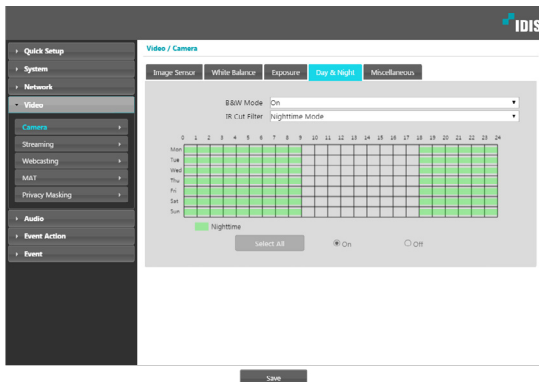 IDIS
Quick Setup
System
Network
Video
Camera
Streaming
Webcasting
MAT
Privacy Masking
Audio
Event Action
Event
Video / Camera
Image Sensor White Balance Exposure Day & Night Miscellaneous
B&W Mode On
IR Cut Filter Nighttime Mode
0 1 2 3 4 5 6 7 8 9 10 11 12 13 14 15 16 17 18 19 20 21 22 23 24
Mon
Tue
Wed
Thu
Fri
Sat
Sun
Nighttime
Select All On Off
Save